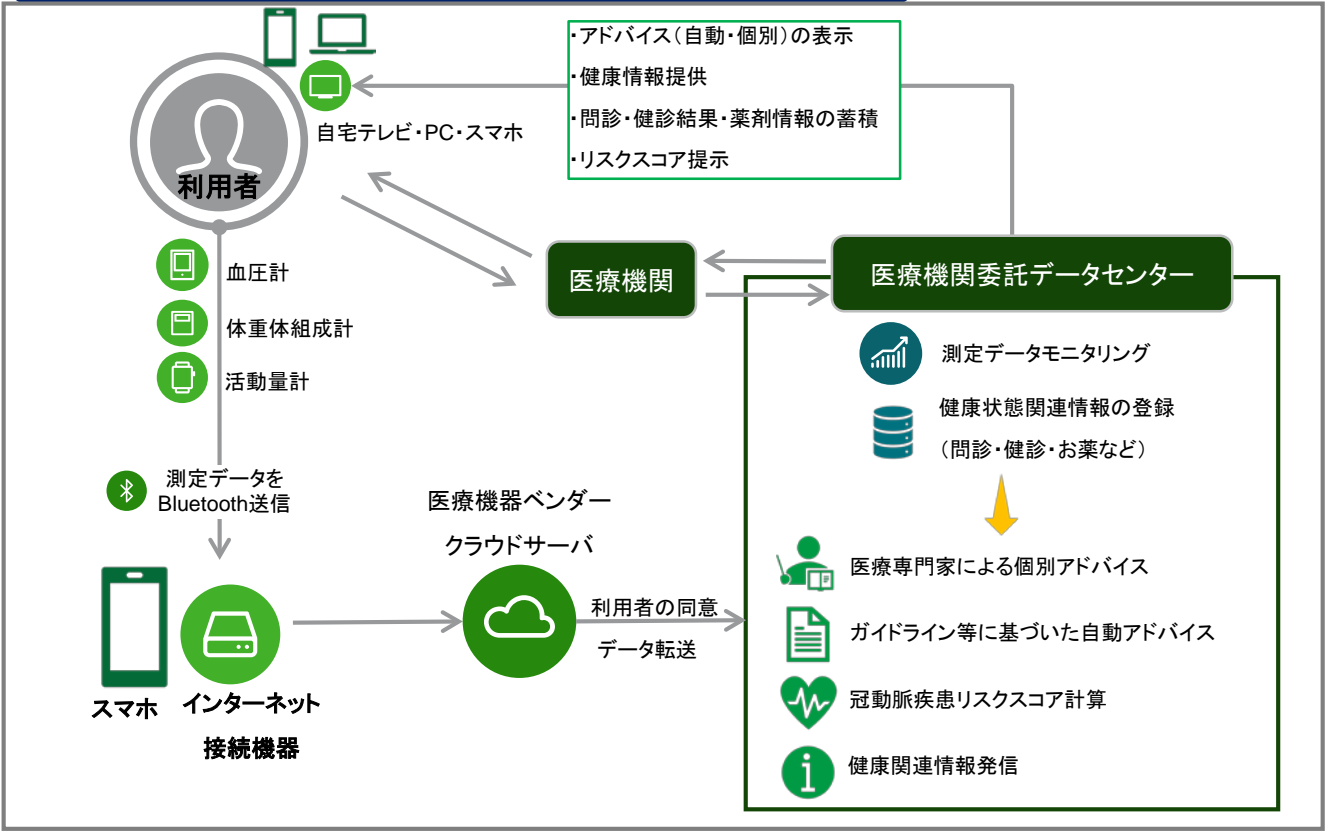 ・アドバイス（自動・個別）の表示
・健康情報提供
・問診・健診結果・薬剤情報の蓄積
・リスクスコア提示
自宅テレビ・PC・スマホ
利用者
血圧計
体重体組成計
活動量計
測定データを
Bluetooth送信
スマホ
インターネット
接続機器
医療機器ベンダー
クラウドサーバ
利用者の同意
データ転送
医療機関
医療機関委託データセンター
測定データモニタリング
健康状態関連情報の登録
（問診・健診・お薬など）
医療専門家による個別アドバイス
ガイドライン等に基づいた自動アドバイス
冠動脈疾患リスクスコア計算
健康関連情報発信